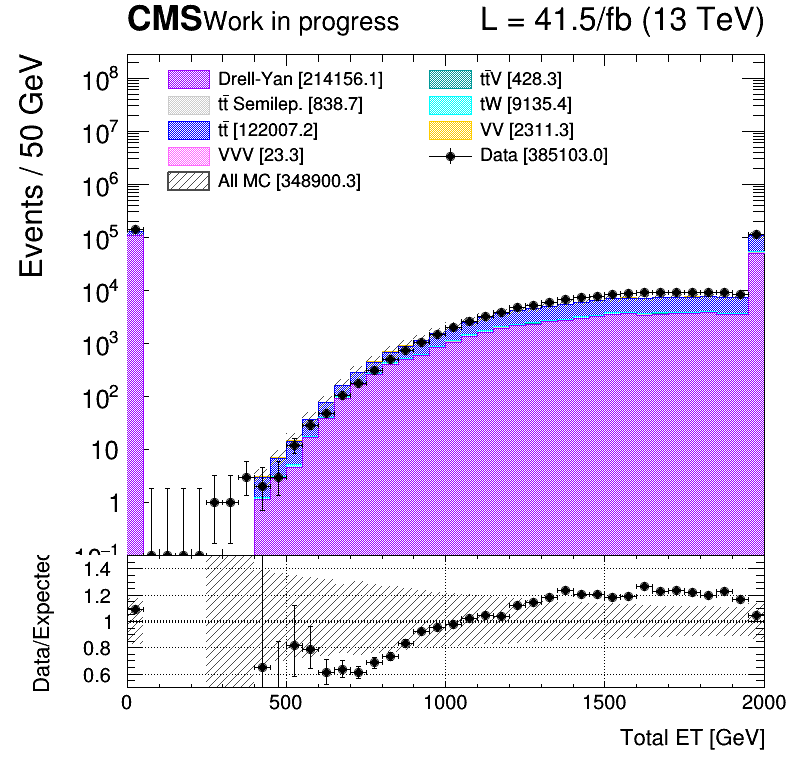 CMS Work in progress L = 41.5/fb (13 TeV)
Events / 50 GeV
Drell-Yan [214156.1]
tt̄ Semilep. [838.7]
tt̄ [122007.2]
VVV [23.3]
All MC [348900.3]
tt̄V [428.3]
tW [9135.4]
VV [2311.3]
Data [385103.0]
10⁸
10⁷
10⁶
10⁵
10⁴
10³
10²
10
1
10⁻¹
Data/Expected
1.4
1.2
1
0.8
0.6
0 500 1000 1500 2000
Total ET [GeV]